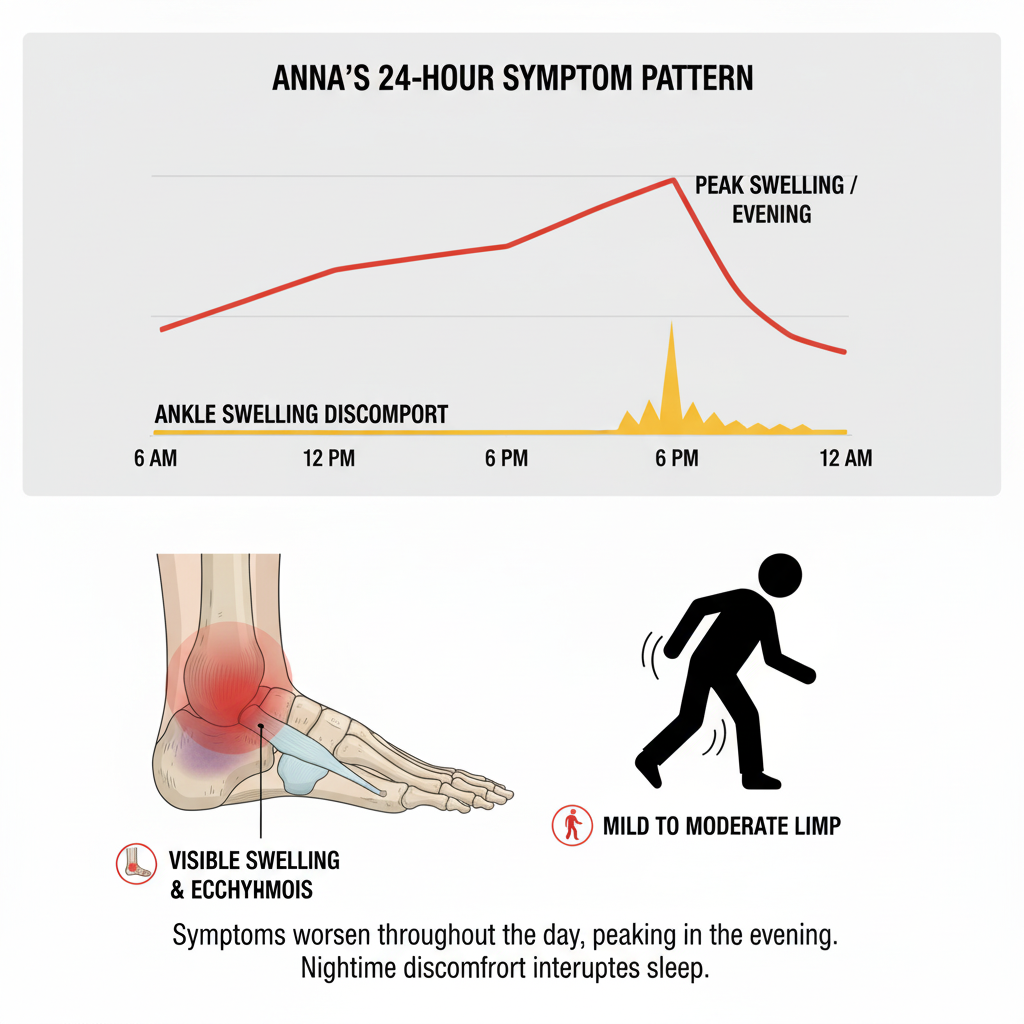 ANNA'S 24-HOUR SYMPTOM PATTERN
PEAK SWELLING /
EVENING
ANKLE SWELLING DISCOMPORT
6 AM
12 PM
6 PM
6 PM
12 AM
VISIBLE SWELLING
& ECCHYHMOIS
MILD TO MODERATE LIMP
Symptoms worsen throughout the day, peaking in the evening.
Nightime discomfrort interuptes sleep.